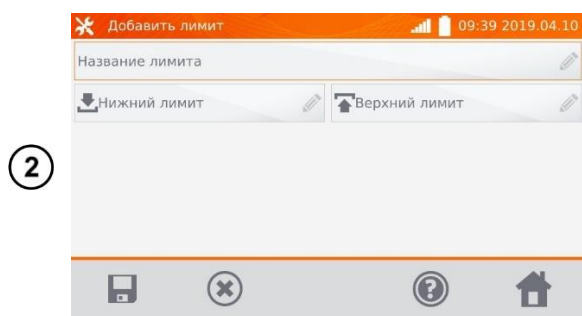 Добавить лимит 09:39 2019.04.10
Название лимита
Нижний лимит Верхний лимит
2